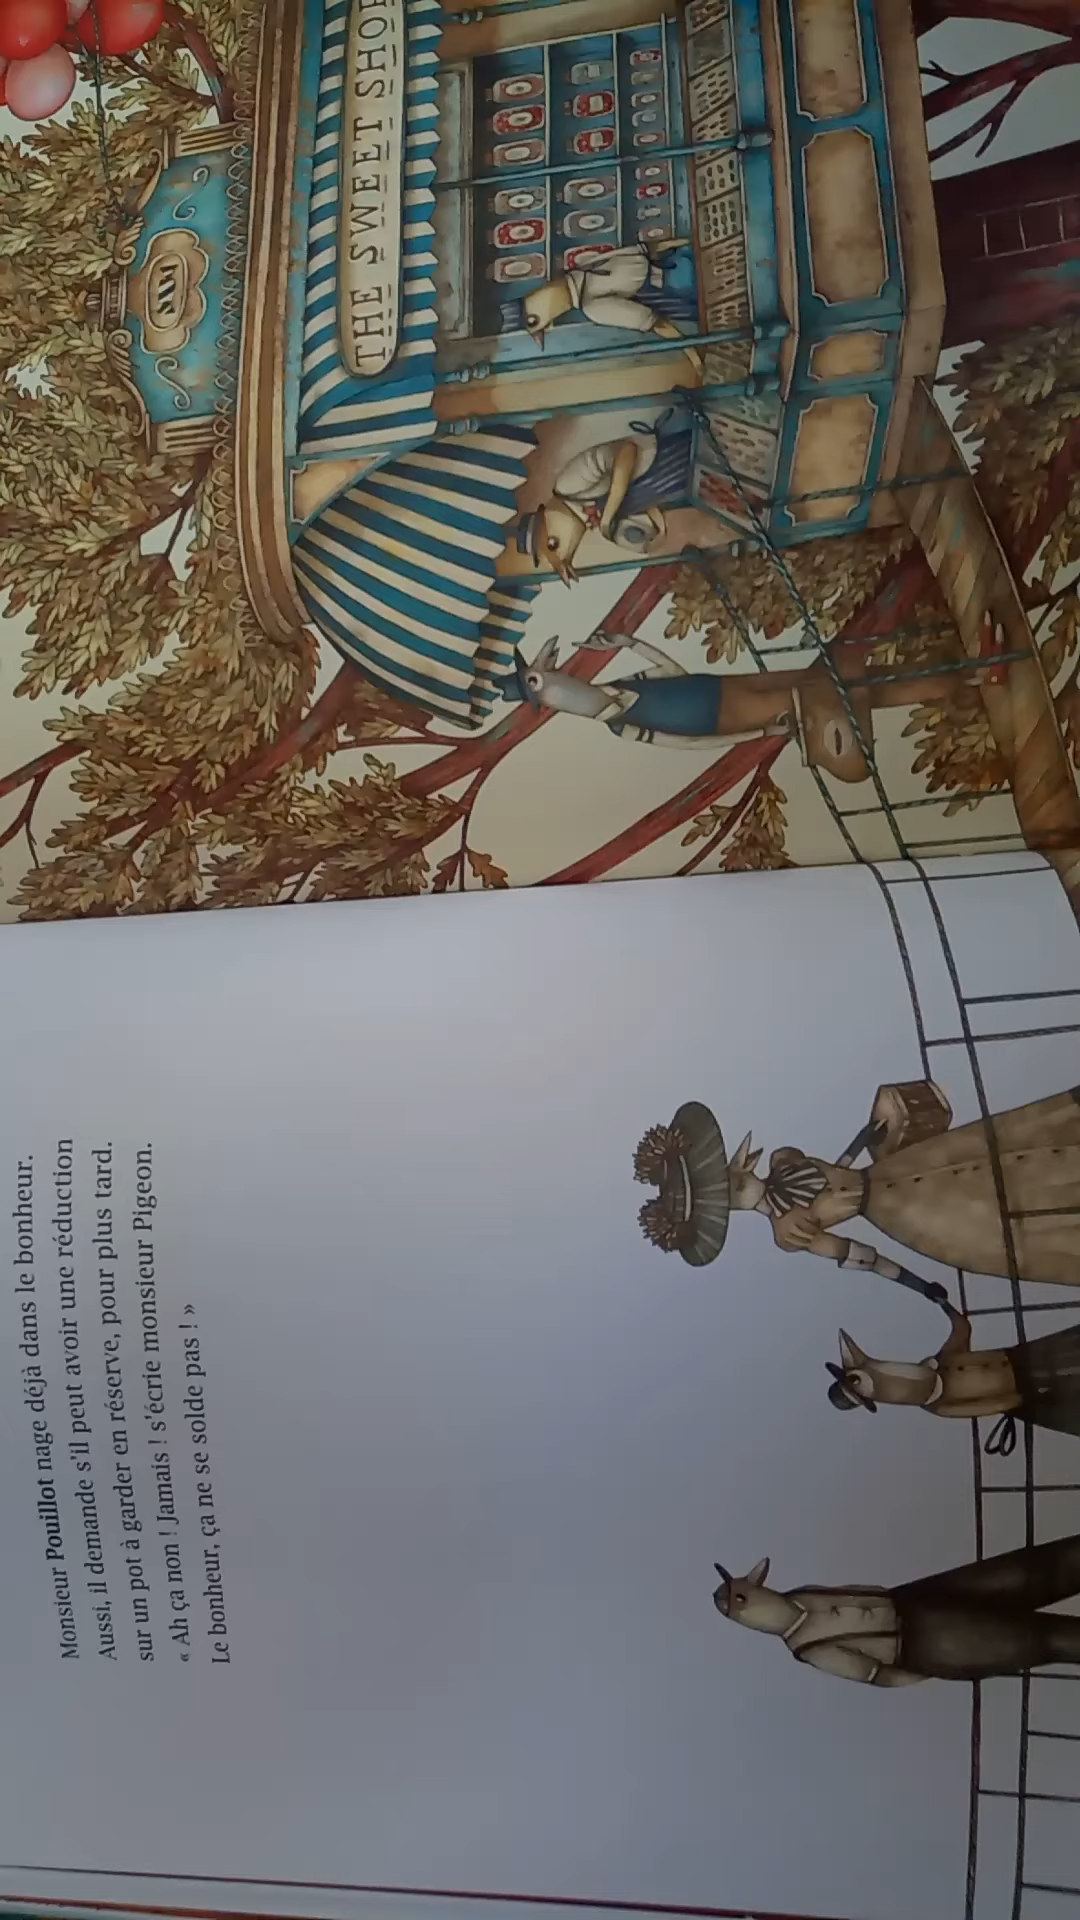 Monsieur Pouillot nage déjà dans le bonheur.
Aussi, il demande s'il peut avoir une réduction
sur un pot à garder en réserve, pour plus tard.
« Ah ça non ! Jamais ! s'écrie monsieur Pigeon.
Le bonheur, ça ne se solde pas ! »
THE SWEET SHOP